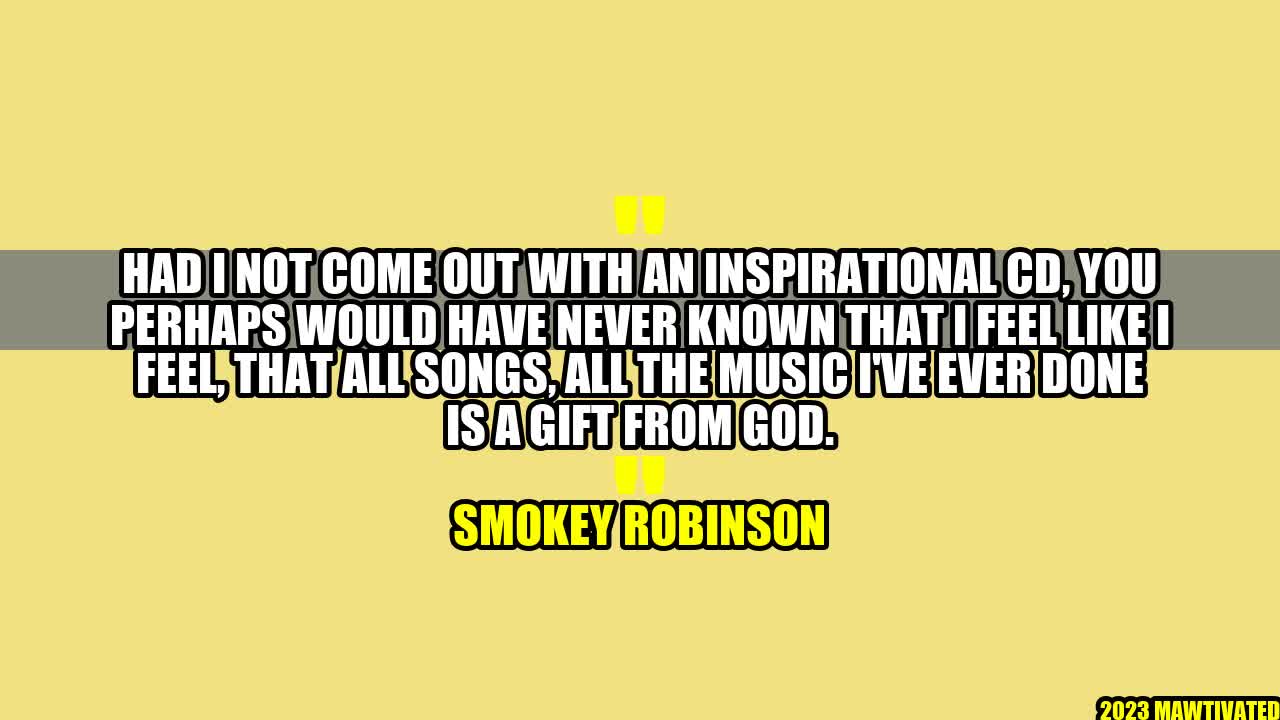 "
HAD I NOT COME OUT WITH AN INSPIRATIONAL CD, YOU
PERHAPS WOULD HAVE NEVER KNOWN THAT I FEEL LIKE I
FEEL, THAT ALL SONGS, ALL THE MUSIC I'VE EVER DONE
IS A GIFT FROM GOD.
"
SMOKEY ROBINSON
2023 MAWTIVATED